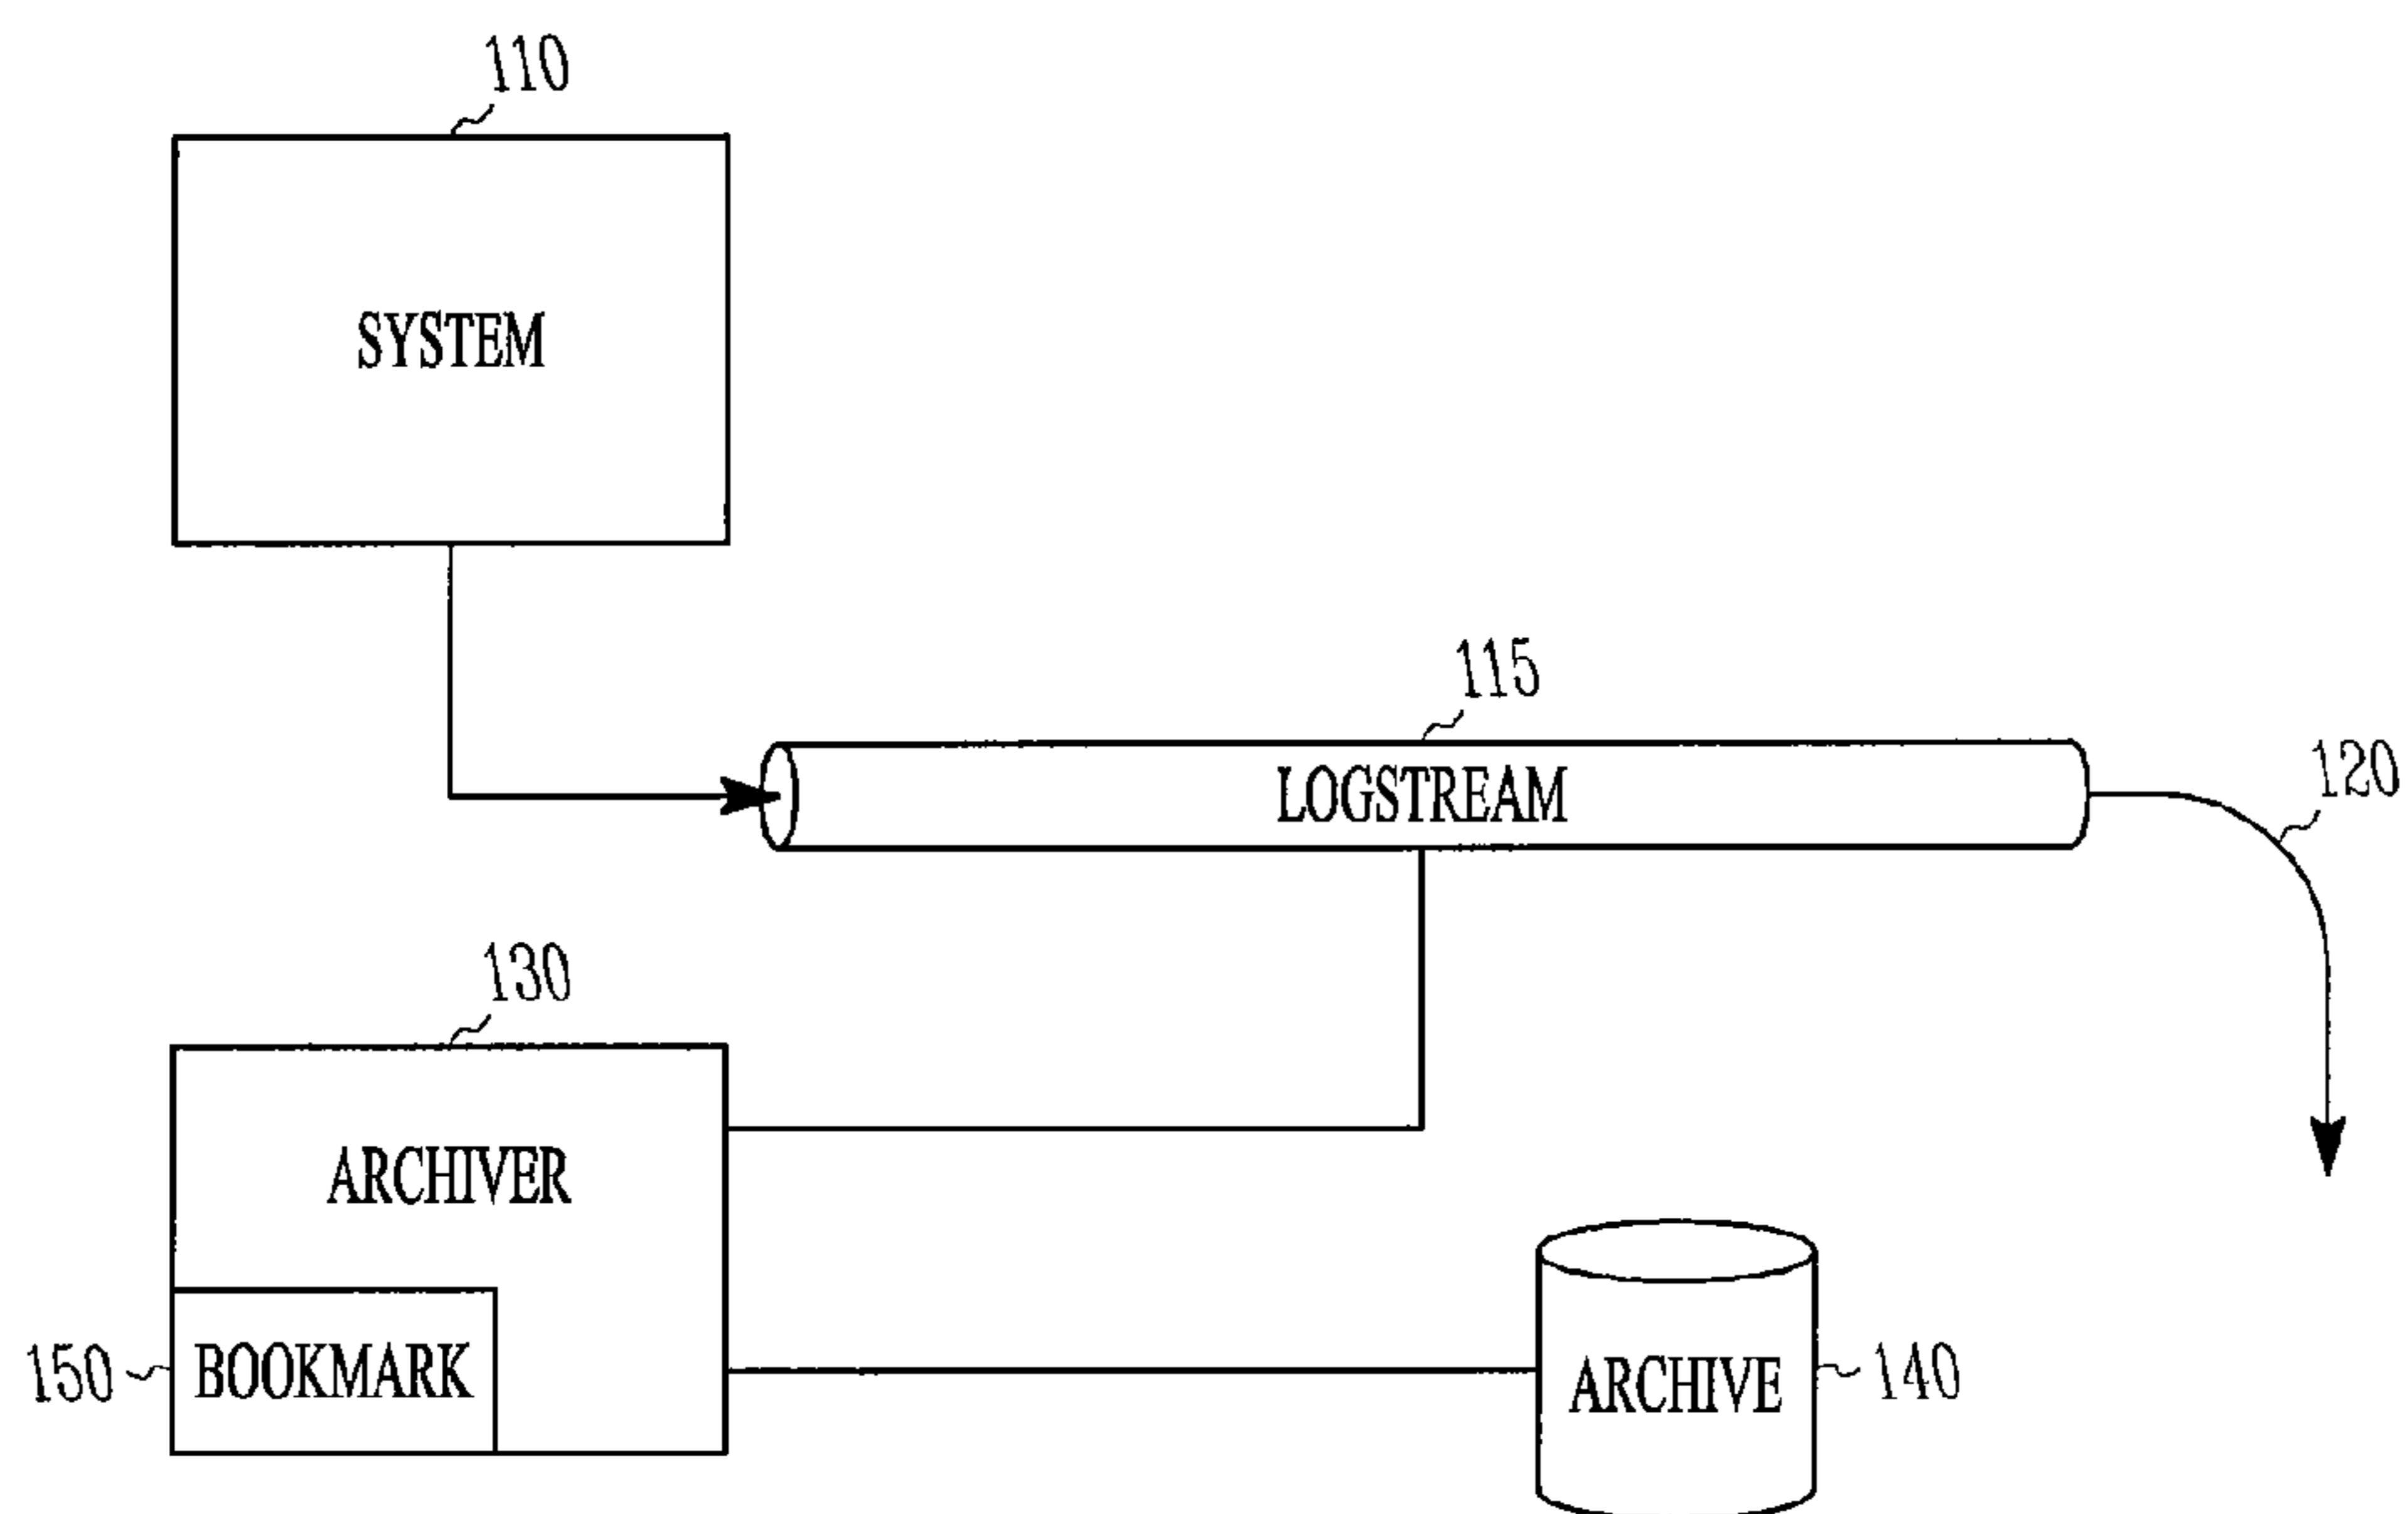 110
SYSTEM
115
LOGSTREAM
120
130
ARCHIVER
150
BOOKMARK
ARCHIVE
140